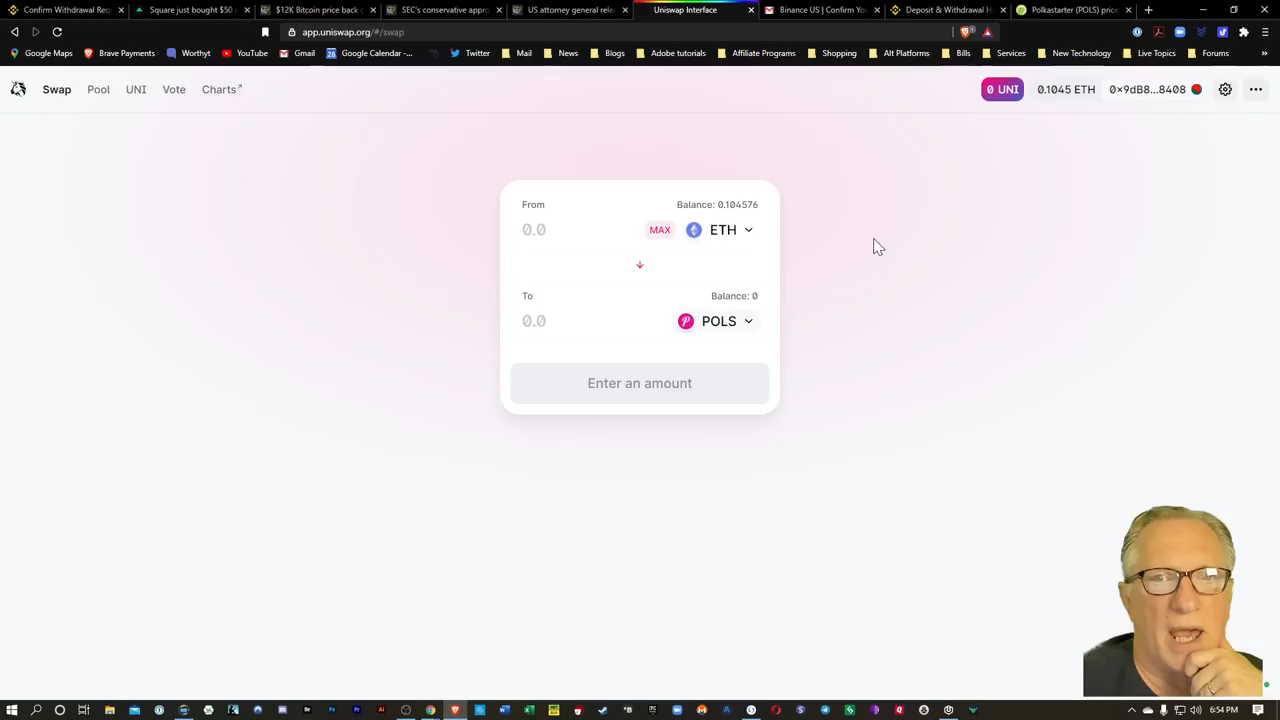 Confirm Withdrawal Requ
Square just bought $50
$12K Bitcoin price back
SEC's conservative appro
US attorney general rele
Uniswap Interface
Binance US | Confirm Yo
Deposit & Withdrawal H
Polkastarter (POLS) price
app.uniswap.org/#/swap
Google Maps
Brave Payments
Worthyt
YouTube
Gmail
Google Calendar -...
Twitter
Mail
News
Blogs
Adobe tutorials
Affiliate Programs
Shopping
Alt Platforms
Bills
Services
New Technology
Live Topics
Forums
Swap
Pool
UNI
Vote
Charts
0 UNI
0.1045 ETH
0x9dB8...8408
From
Balance: 0.104576
0.0
MAX
ETH
To
Balance: 0
0.0
POLS
Enter an amount
6:54 PM